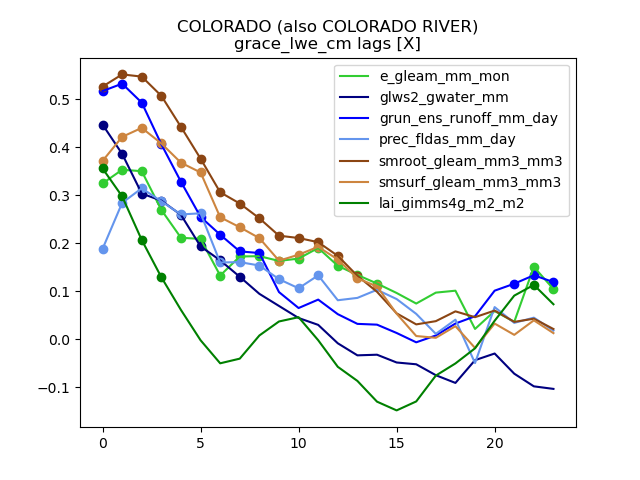 COLORADO (also COLORADO RIVER)
grace_lwe_cm lags [X]
e_gleam_mm_mon
glws2_gwater_mm
grun_ens_runoff_mm_day
prec_fldas_mm_day
smroot_gleam_mm3_mm3
smsurf_gleam_mm3_mm3
lai_gimms4g_m2_m2
0.5
0.4
0.3
0.2
0.1
0.0
−0.1
0 5 10 15 20